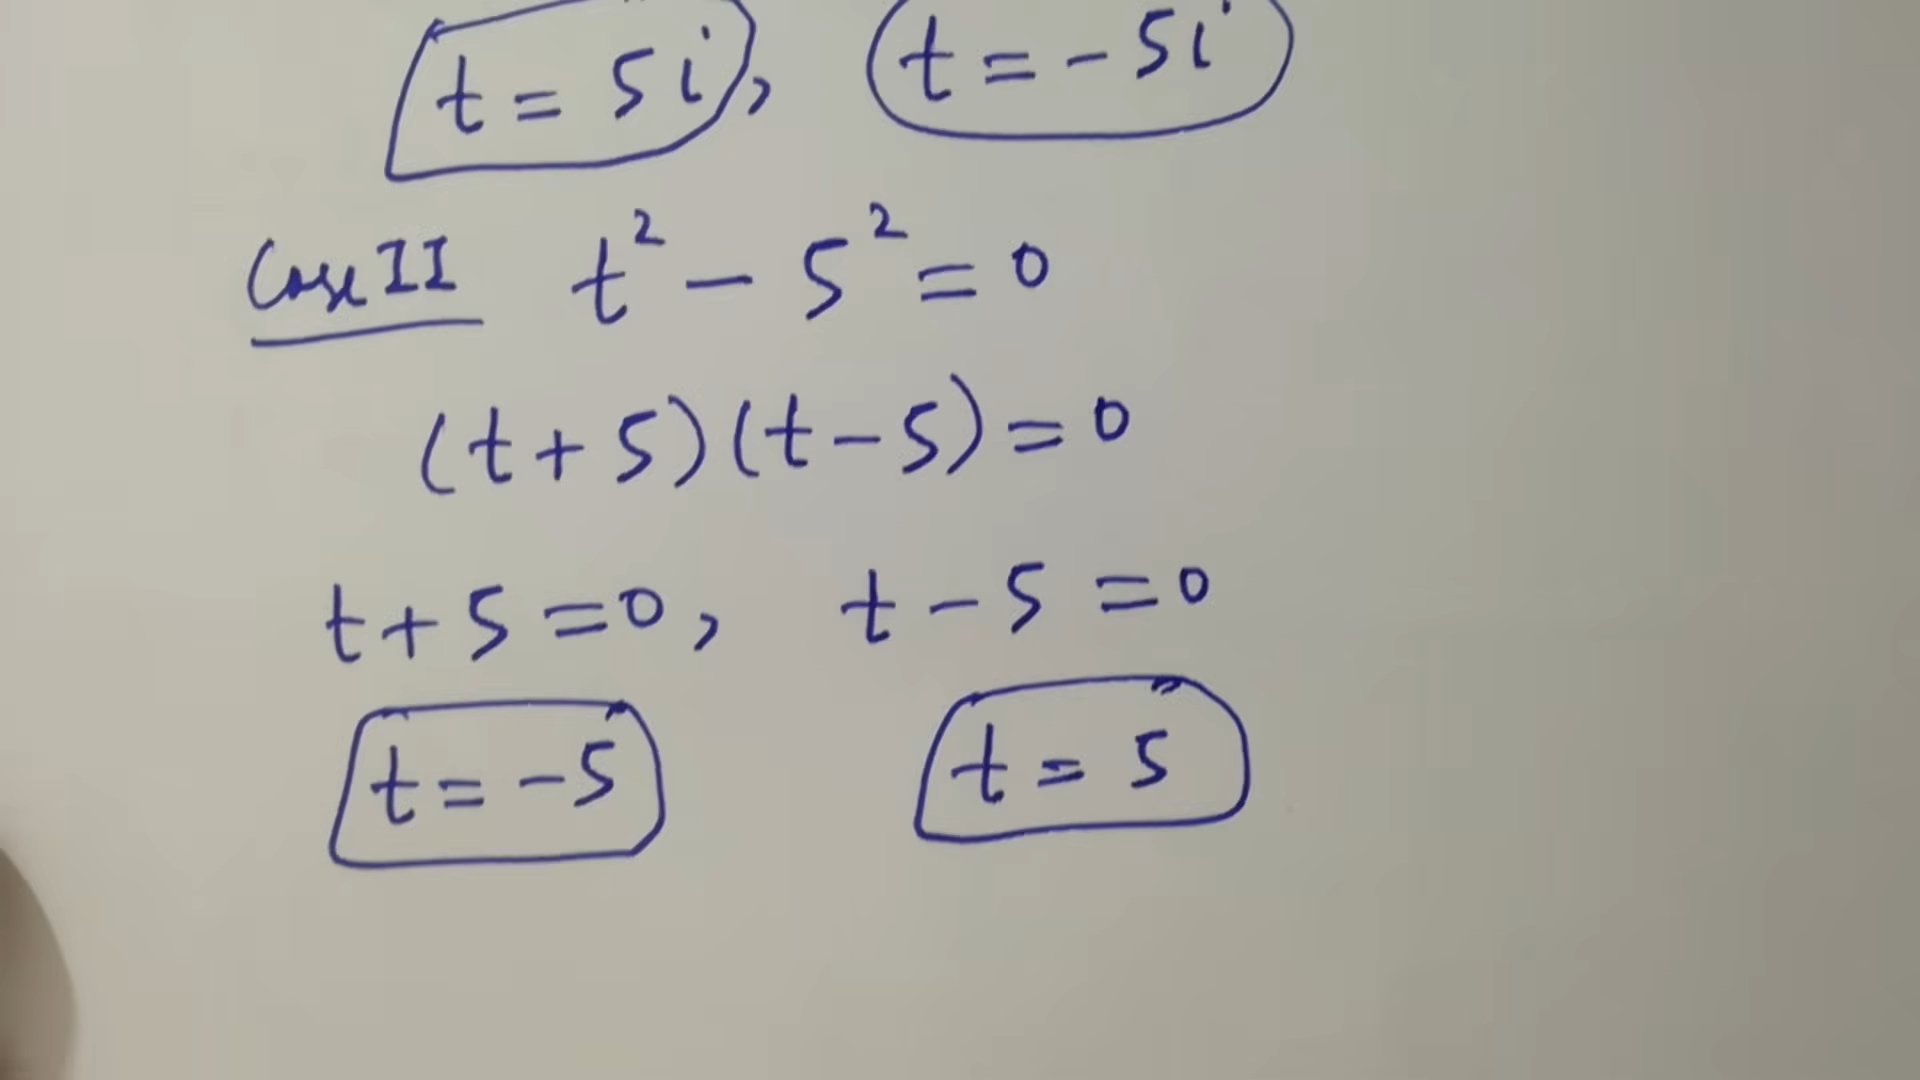 t = 5i, t = -5i
Case II t² - 5² = 0
(t+5)(t-5) = 0
t+5=0, t-5=0
t=-5 t=5